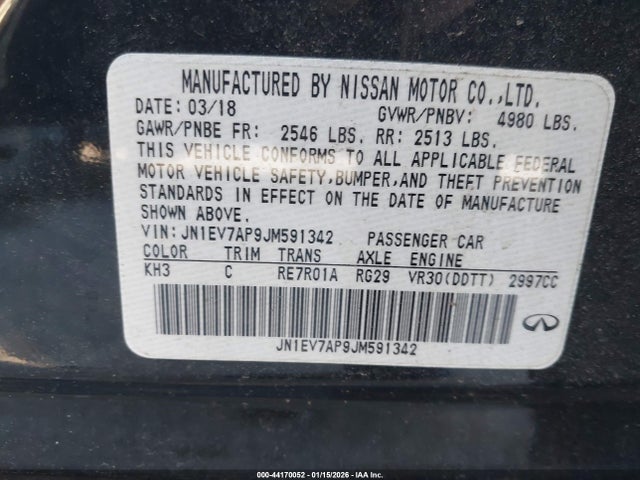 MANUFACTURED BY NISSAN MOTOR CO.,LTD.
DATE: 03/18 GVWR/PNBV: 4980 LBS.
GAWR/PNBE FR: 2546 LBS. RR: 2513 LBS.
THIS VEHICLE CONFORMS TO ALL APPLICABLE FEDERAL
MOTOR VEHICLE SAFETY,BUMPER,AND THEFT PREVENTION
STANDARDS IN EFFECT ON THE DATE OF MANUFACTURE
SHOWN ABOVE.
VIN: JN1EV7AP9JM591342 PASSENGER CAR
COLOR TRIM TRANS AXLE ENGINE
KH3 C RE7R01A RG29 VR30(DDTT) 2997CC
JN1EV7AP9JM591342
INFINITI
000-44170052 - 01/15/2026 - IAAI.COM